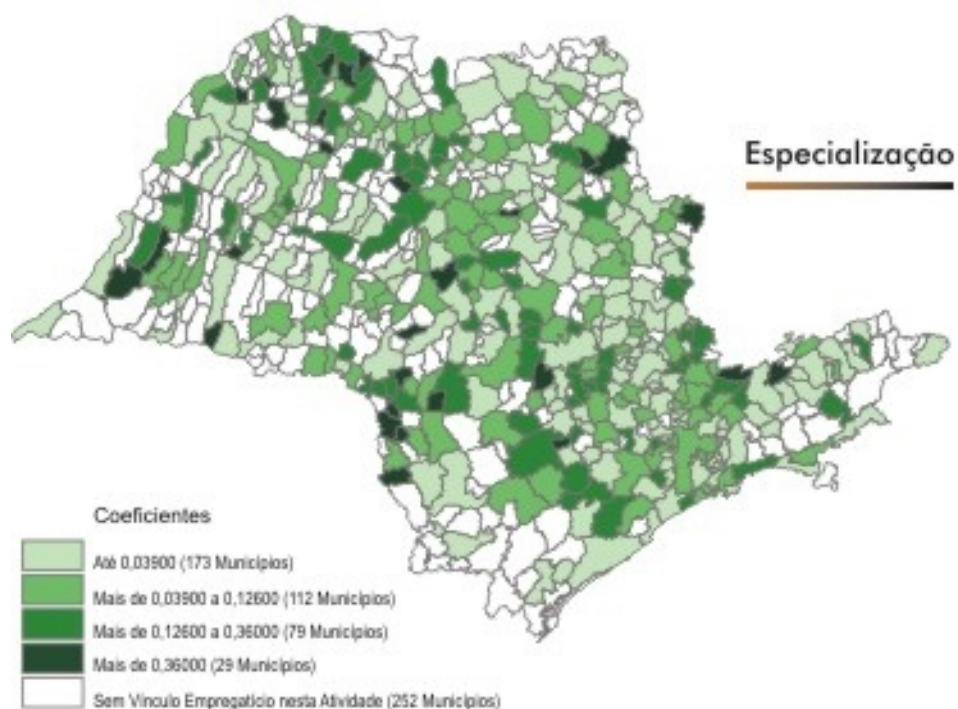 Especialização
Coeficientes
Até 0,03900 (173 Municípios)
Mais de 0,03900 a 0,12600 (112 Municípios)
Mais de 0,12600 a 0,36000 (79 Municípios)
Mais de 0,36000 (29 Municípios)
Sem Vínculo Empregatício nesta Atividade (252 Municípios)